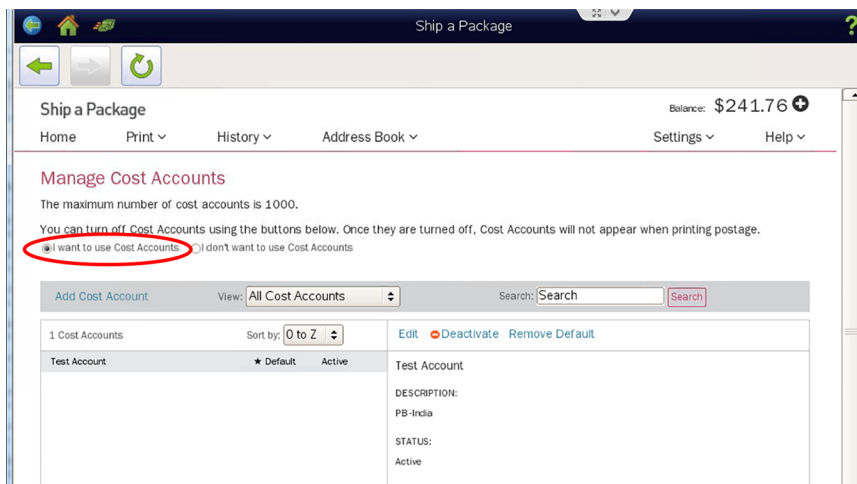 Ship a Package
?
Ship a Package
Balance: $241.76
Home Print History Address Book Settings Help
Manage Cost Accounts
The maximum number of cost accounts is 1000.
You can turn off Cost Accounts using the buttons below. Once they are turned off, Cost Accounts will not appear when printing postage.
I want to use Cost Accounts I don't want to use Cost Accounts
Add Cost Account View: All Cost Accounts Search: Search Search
1 Cost Accounts Sort by: 0 to Z Edit Deactivate Remove Default
Test Account ★ Default Active
Test Account
DESCRIPTION:
PB-India
STATUS:
Active